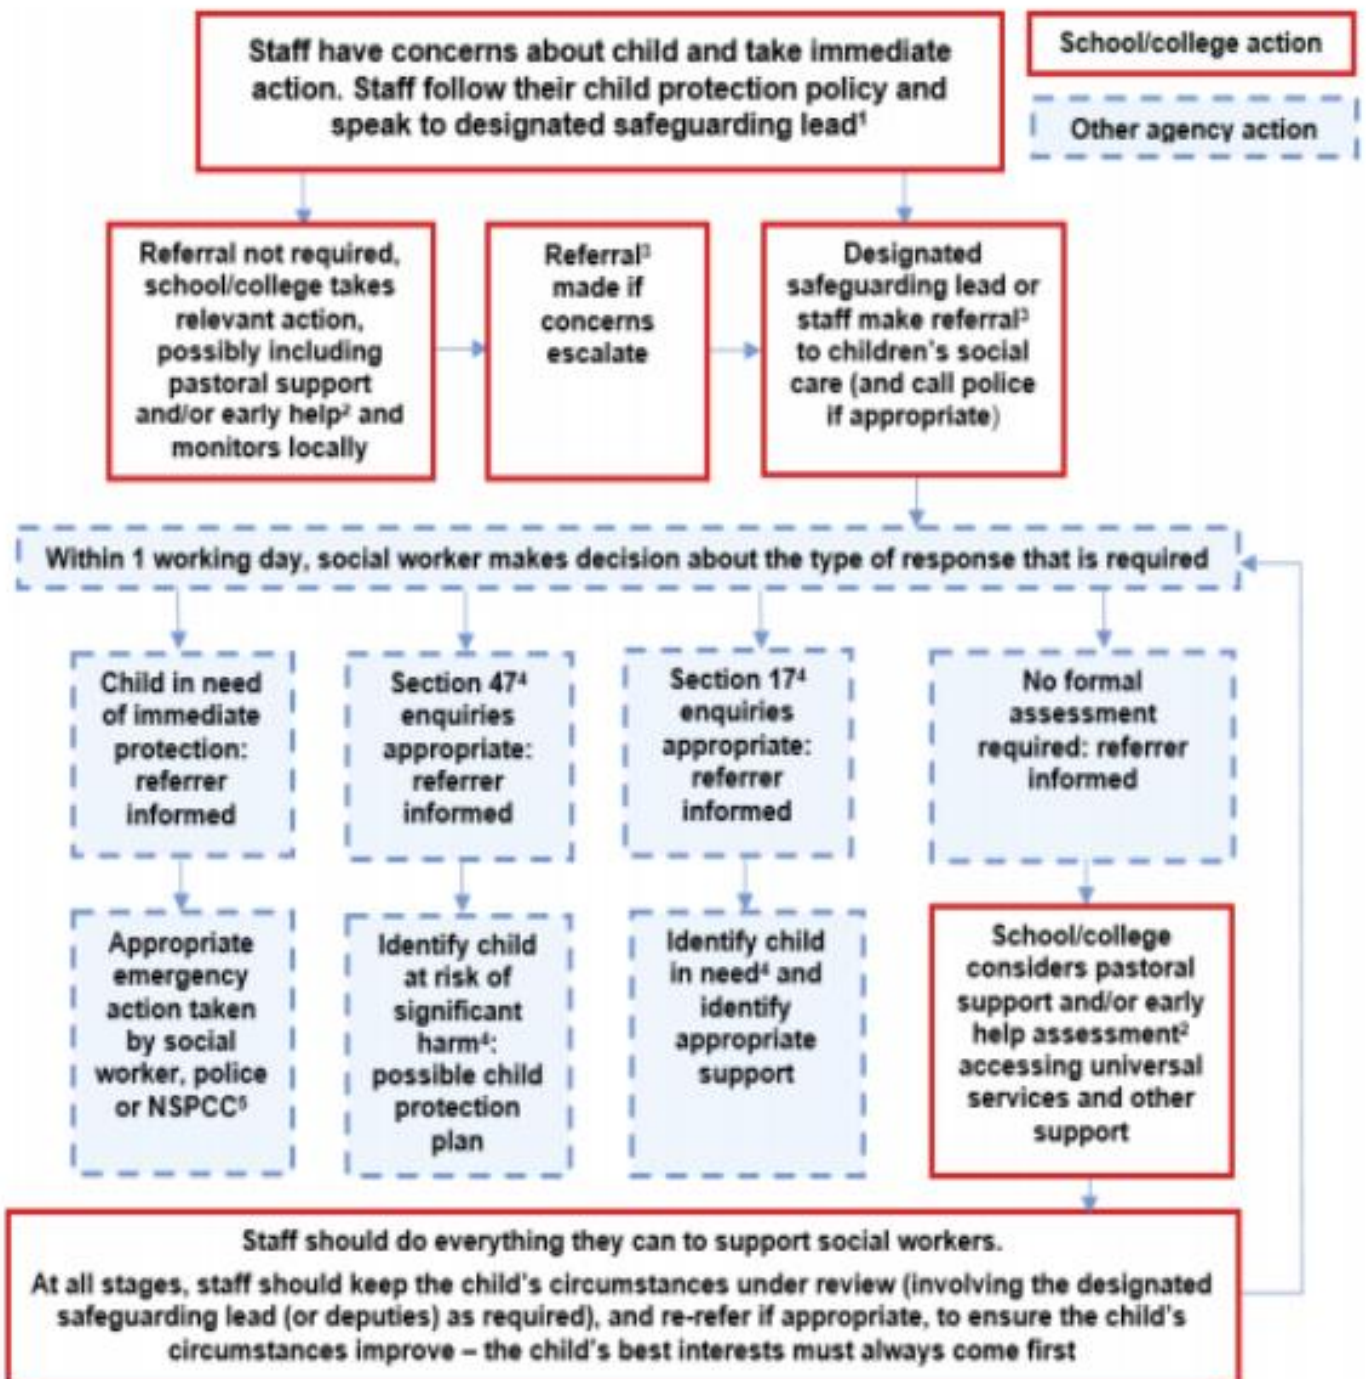 Staff have concerns about child and take immediate
action. Staff follow their child protection policy and
speak to designated safeguarding lead¹
School/college action
Other agency action
Referral not required,
school/college takes
relevant action,
possibly including
pastoral support
and/or early help² and
monitors locally
Referral³
made if
concerns
escalate
Designated
safeguarding lead or
staff make referral³
to children's social
care (and call police
if appropriate)
Within 1 working day, social worker makes decision about the type of response that is required
Child in need
of immediate
protection:
referrer
informed
Section 47⁴
enquiries
appropriate:
referrer
informed
Section 17⁴
enquiries
appropriate:
referrer
informed
No formal
assessment
required: referrer
informed
Appropriate
emergency
action taken
by social
worker, police
or NSPCC⁵
Identify child
at risk of
significant
harm⁴:
possible child
protection
plan
Identify child
in need⁴ and
identify
appropriate
support
School/college
considers pastoral
support and/or early
help assessment²
accessing universal
services and other
support
Staff should do everything they can to support social workers.
At all stages, staff should keep the child's circumstances under review (involving the designated
safeguarding lead (or deputies) as required), and re-refer if appropriate, to ensure the child's
circumstances improve – the child's best interests must always come first